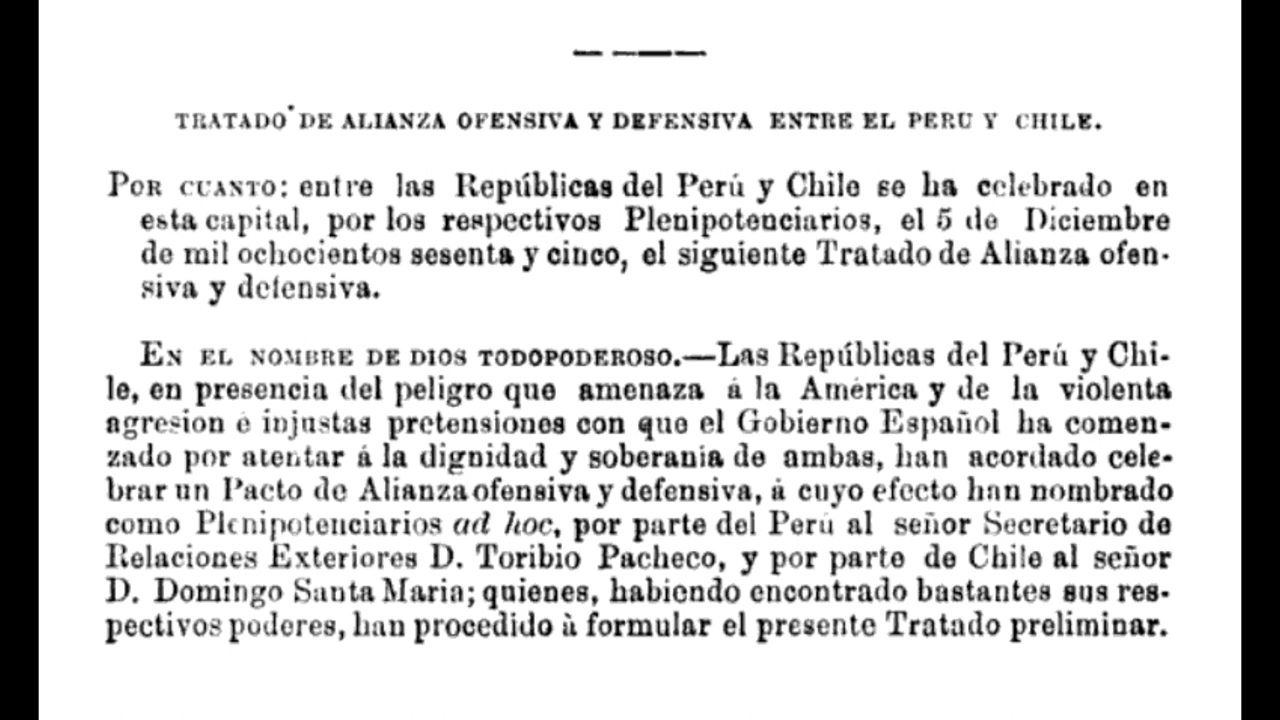 TRATADO DE ALIANZA OFENSIVA Y DEFENSIVA ENTRE EL PERU Y CHILE.
POR CUANTO: entre las Repúblicas del Perú y Chile se ha celebrado en
esta capital, por los respectivos Plenipotenciarios, el 5 de Diciembre
de mil ochocientos sesenta y cinco, el siguiente Tratado de Alianza ofen-
siva y defensiva.
EN EL NOMBRE DE DIOS TODOPODEROSO.—Las Repúblicas del Perú y Chi-
le, en presencia del peligro que amenaza á la América y de la violenta
agresion é injustas pretensiones con que el Gobierno Español ha comen-
zado por atentar á la dignidad y soberanía de ambas, han acordado cele-
brar un Pacto de Alianza ofensiva y defensiva, á cuyo efecto han nombrado
como Plenipotenciarios ad hoc, por parte del Perú al señor Secretario de
Relaciones Exteriores D. Toribio Pacheco, y por parte de Chile al señor
D. Domingo Santa Maria; quienes, habiendo encontrado bastantes sus res-
pectivos poderes, han procedido à formular el presente Tratado preliminar.